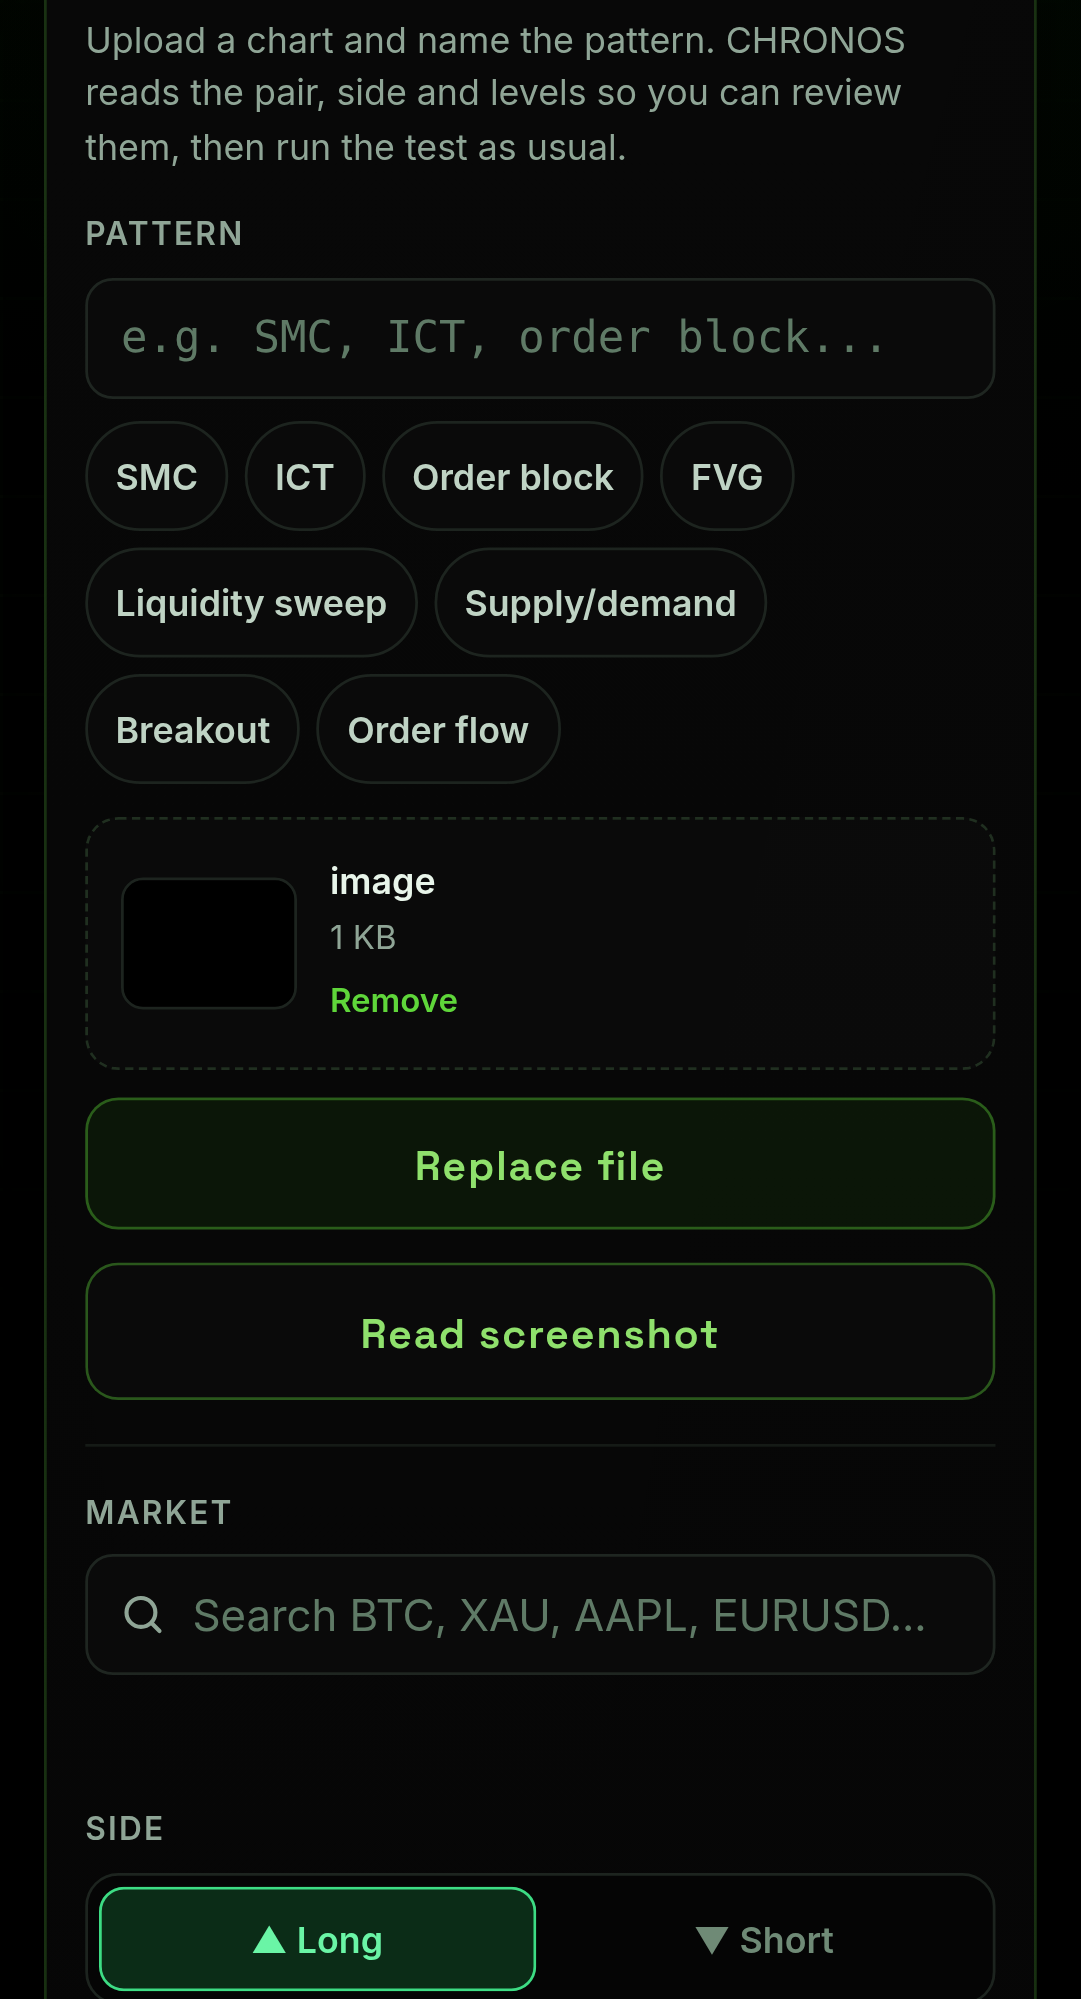 Upload a chart and name the pattern. CHRONOS
reads the pair, side and levels so you can review
them, then run the test as usual.
PATTERN
e.g. SMC, ICT, order block...
SMC ICT Order block FVG
Liquidity sweep Supply/demand
Breakout Order flow
image
1 KB
Remove
Replace file
Read screenshot
MARKET
Search BTC, XAU, AAPL, EURUSD...
SIDE
▲ Long ▼ Short